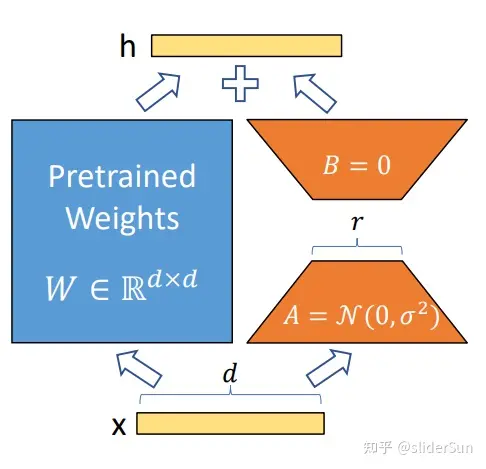 h
Pretrained
Weights
W ∈ ℝ^{d×d}
B = 0
r
A = 𝒩(0, σ²)
d
x
知乎 @sliderSun